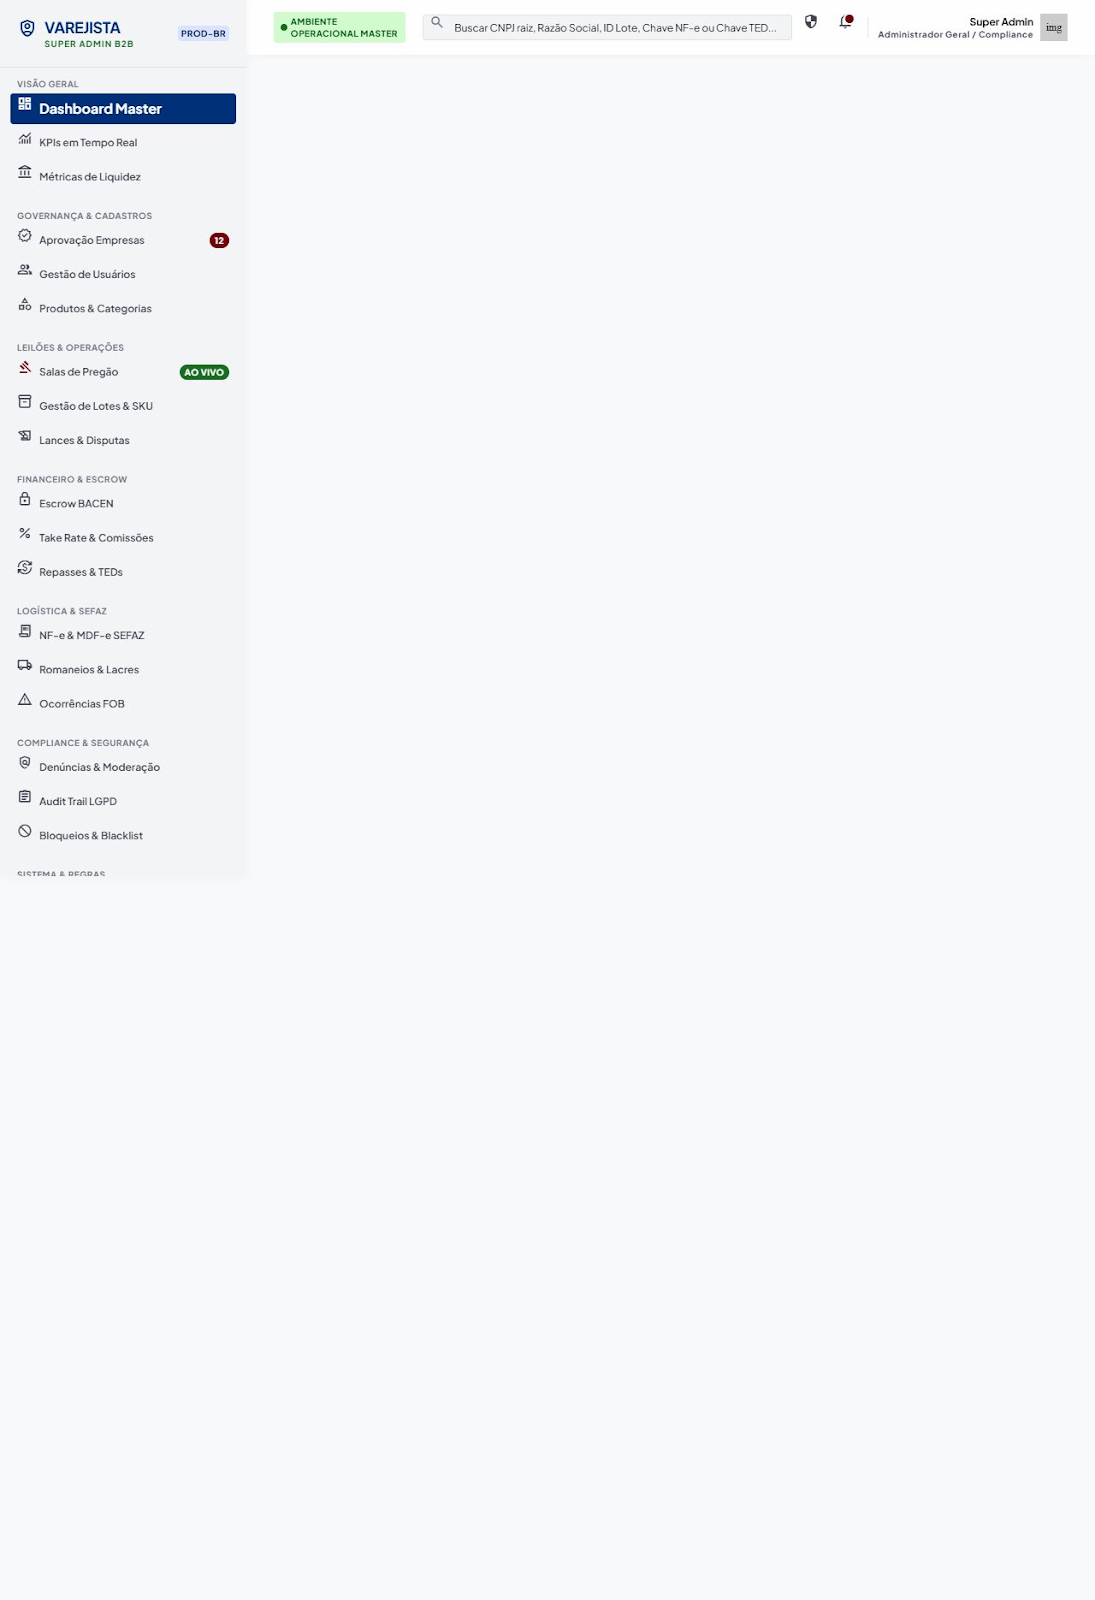 VAREJISTA
SUPER ADMIN B2B
PROD-BR
AMBIENTE
OPERACIONAL MASTER
Buscar CNPJ raiz, Razão Social, ID Lote, Chave NF-e ou Chave TED...
Super Admin
Administrador Geral / Compliance
img
VISÃO GERAL
Dashboard Master
KPIs em Tempo Real
Métricas de Liquidez
GOVERNANÇA & CADASTROS
Aprovação Empresas
12
Gestão de Usuários
Produtos & Categorias
LEILÕES & OPERAÇÕES
Salas de Pregão
AO VIVO
Gestão de Lotes & SKU
Lances & Disputas
FINANCEIRO & ESCROW
Escrow BACEN
Take Rate & Comissões
Repasses & TEDs
LOGÍSTICA & SEFAZ
NF-e & MDF-e SEFAZ
Romaneios & Lacres
Ocorrências FOB
COMPLIANCE & SEGURANÇA
Denúncias & Moderação
Audit Trail LGPD
Bloqueios & Blacklist
SISTEMA & REGRAS